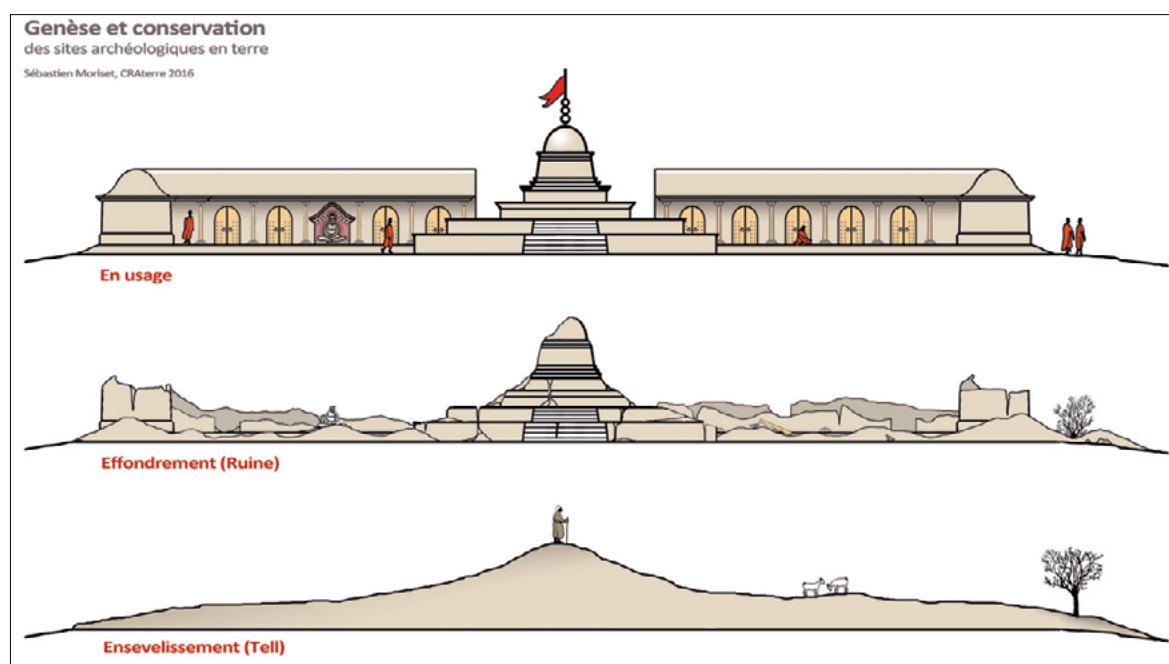 Genèse et conservation
des sites archéologiques en terre
Sébastien Moriset, CRAterre 2016
En usage
Effondrement (Ruine)
Ensevelissement (Tell)